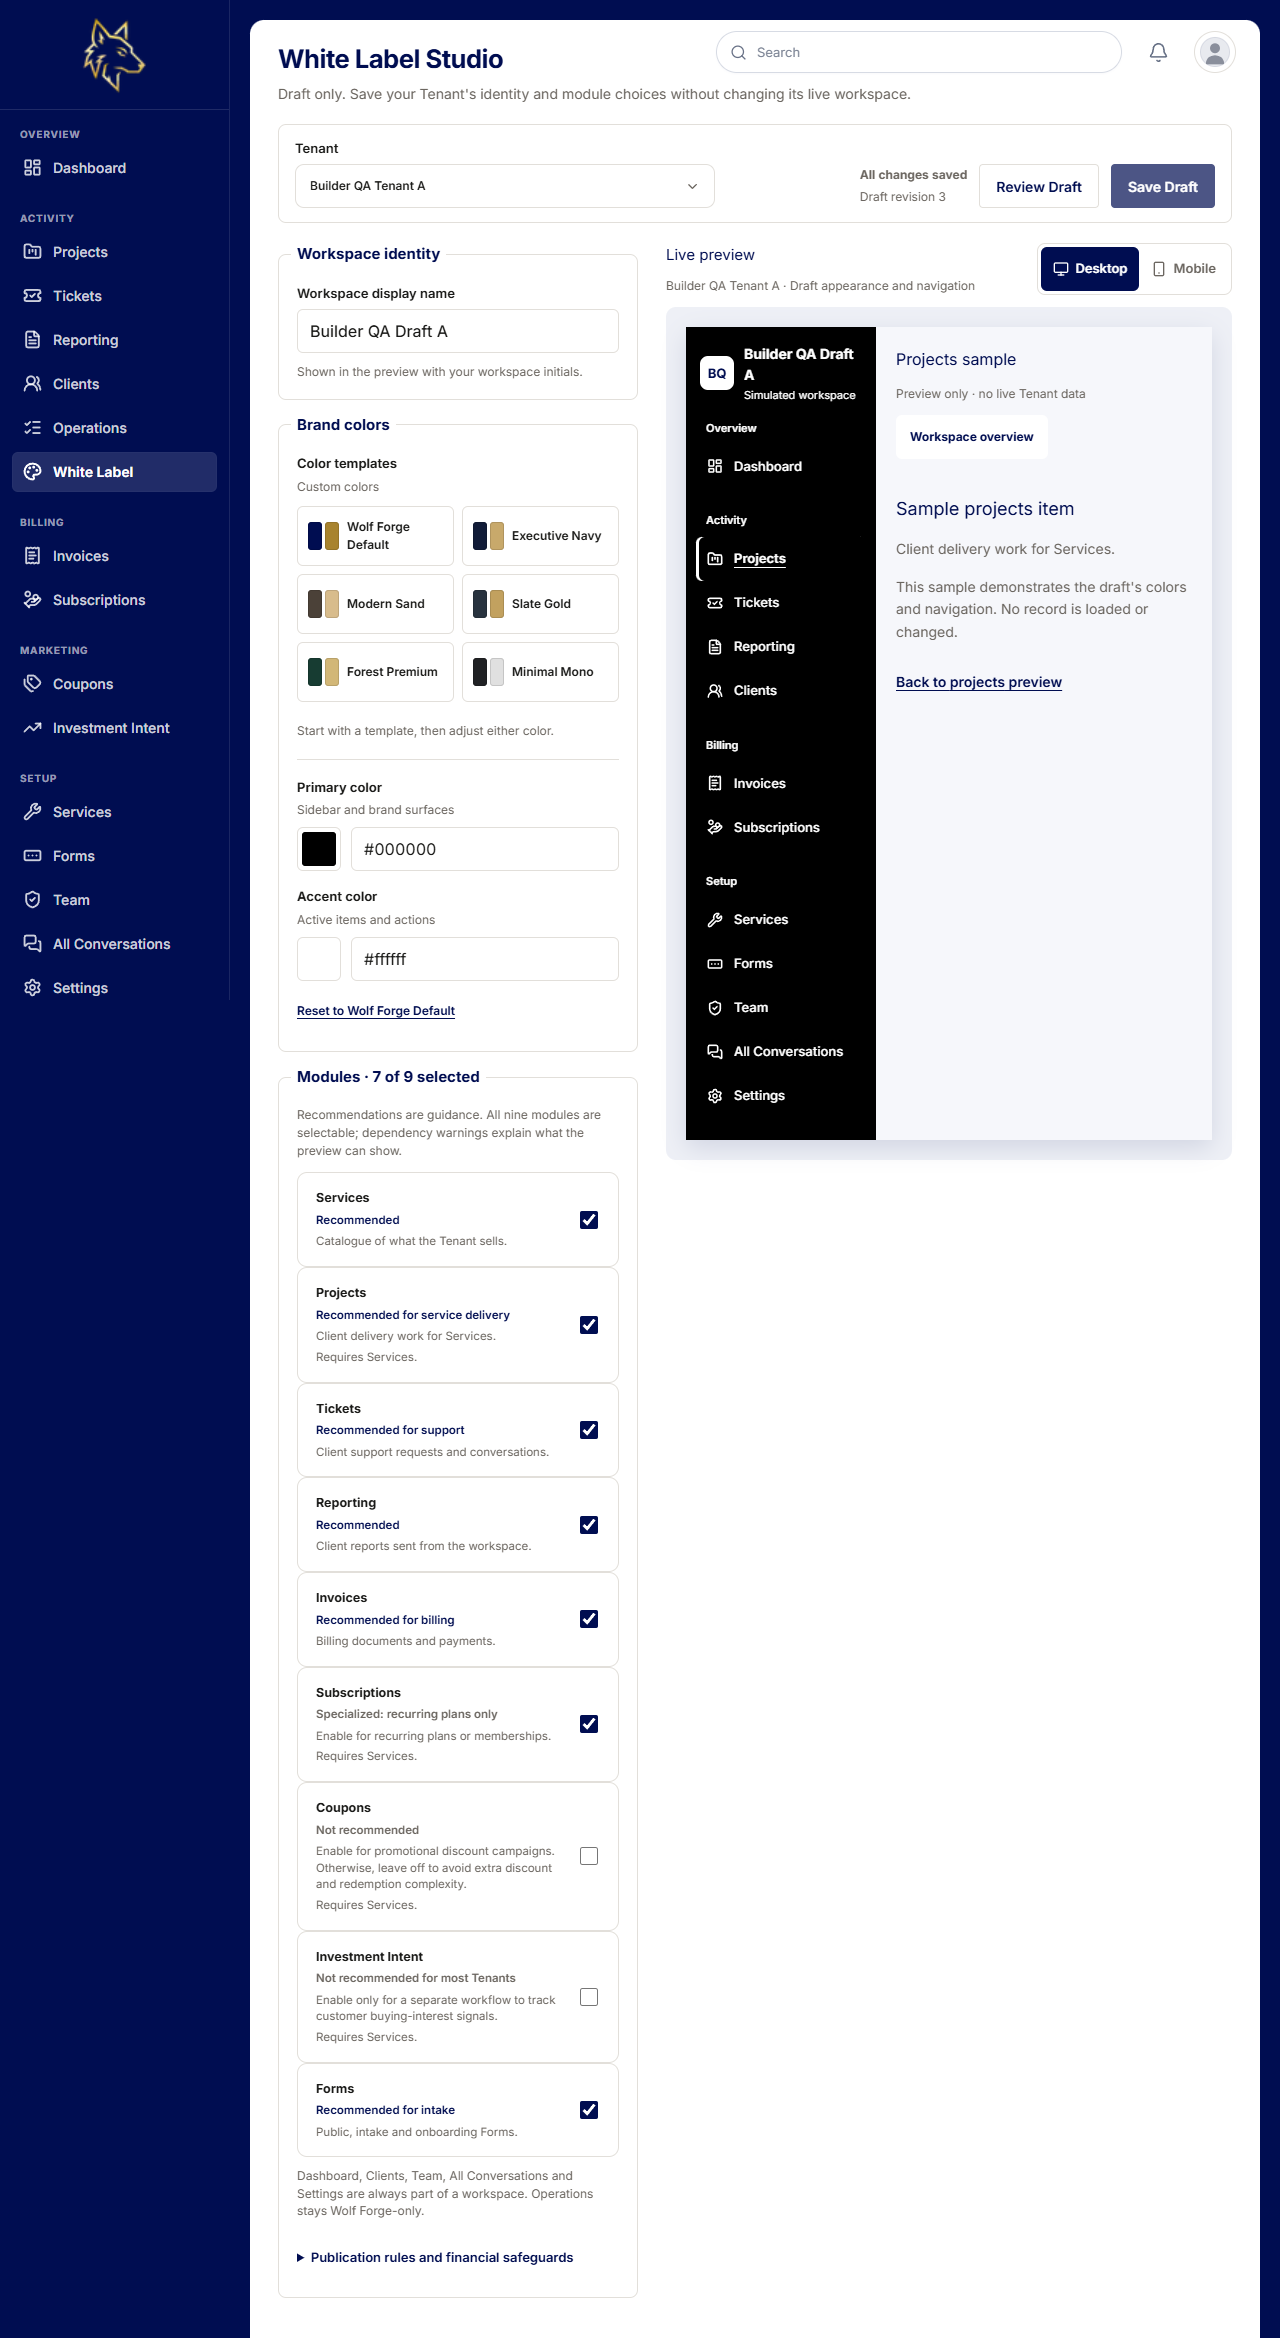 OVERVIEW
Dashboard
ACTIVITY
Projects
Tickets
Reporting
Clients
Operations
White Label
BILLING
Invoices
Subscriptions
MARKETING
Coupons
Investment Intent
SETUP
Services
Forms
Team
All Conversations
Settings
White Label Studio
Search
Draft only. Save your Tenant's identity and module choices without changing its live workspace.
Tenant
Builder QA Tenant A
All changes saved
Draft revision 3
Review Draft
Save Draft
Workspace identity
Workspace display name
Builder QA Draft A
Shown in the preview with your workspace initials.
Brand colors
Color templates
Custom colors
Wolf Forge
Default
Executive Navy
Modern Sand
Slate Gold
Forest Premium
Minimal Mono
Start with a template, then adjust either color.
Primary color
Sidebar and brand surfaces
#000000
Accent color
Active items and actions
#ffffff
Reset to Wolf Forge Default
Modules · 7 of 9 selected
Recommendations are guidance. All nine modules are
selectable; dependency warnings explain what the
preview can show.
Services
Recommended
Catalogue of what the Tenant sells.
Projects
Recommended for service delivery
Client delivery work for Services.
Requires Services.
Tickets
Recommended for support
Client support requests and conversations.
Reporting
Recommended
Client reports sent from the workspace.
Invoices
Recommended for billing
Billing documents and payments.
Subscriptions
Specialized: recurring plans only
Enable for recurring plans or memberships.
Requires Services.
Coupons
Not recommended
Enable for promotional discount campaigns.
Otherwise, leave off to avoid extra discount
and redemption complexity.
Requires Services.
Investment Intent
Not recommended for most Tenants
Enable only for a separate workflow to track
customer buying-interest signals.
Requires Services.
Forms
Recommended for intake
Public, intake and onboarding Forms.
Dashboard, Clients, Team, All Conversations and
Settings are always part of a workspace. Operations
stays Wolf Forge-only.
Publication rules and financial safeguards
Live preview
Builder QA Tenant A · Draft appearance and navigation
Desktop
Mobile
BQ
Builder QA Draft
A
Simulated workspace
Overview
Dashboard
Activity
Projects
Tickets
Reporting
Clients
Billing
Invoices
Subscriptions
Setup
Services
Forms
Team
All Conversations
Settings
Projects sample
Preview only · no live Tenant data
Workspace overview
Sample projects item
Client delivery work for Services.
This sample demonstrates the draft's colors
and navigation. No record is loaded or
changed.
Back to projects preview